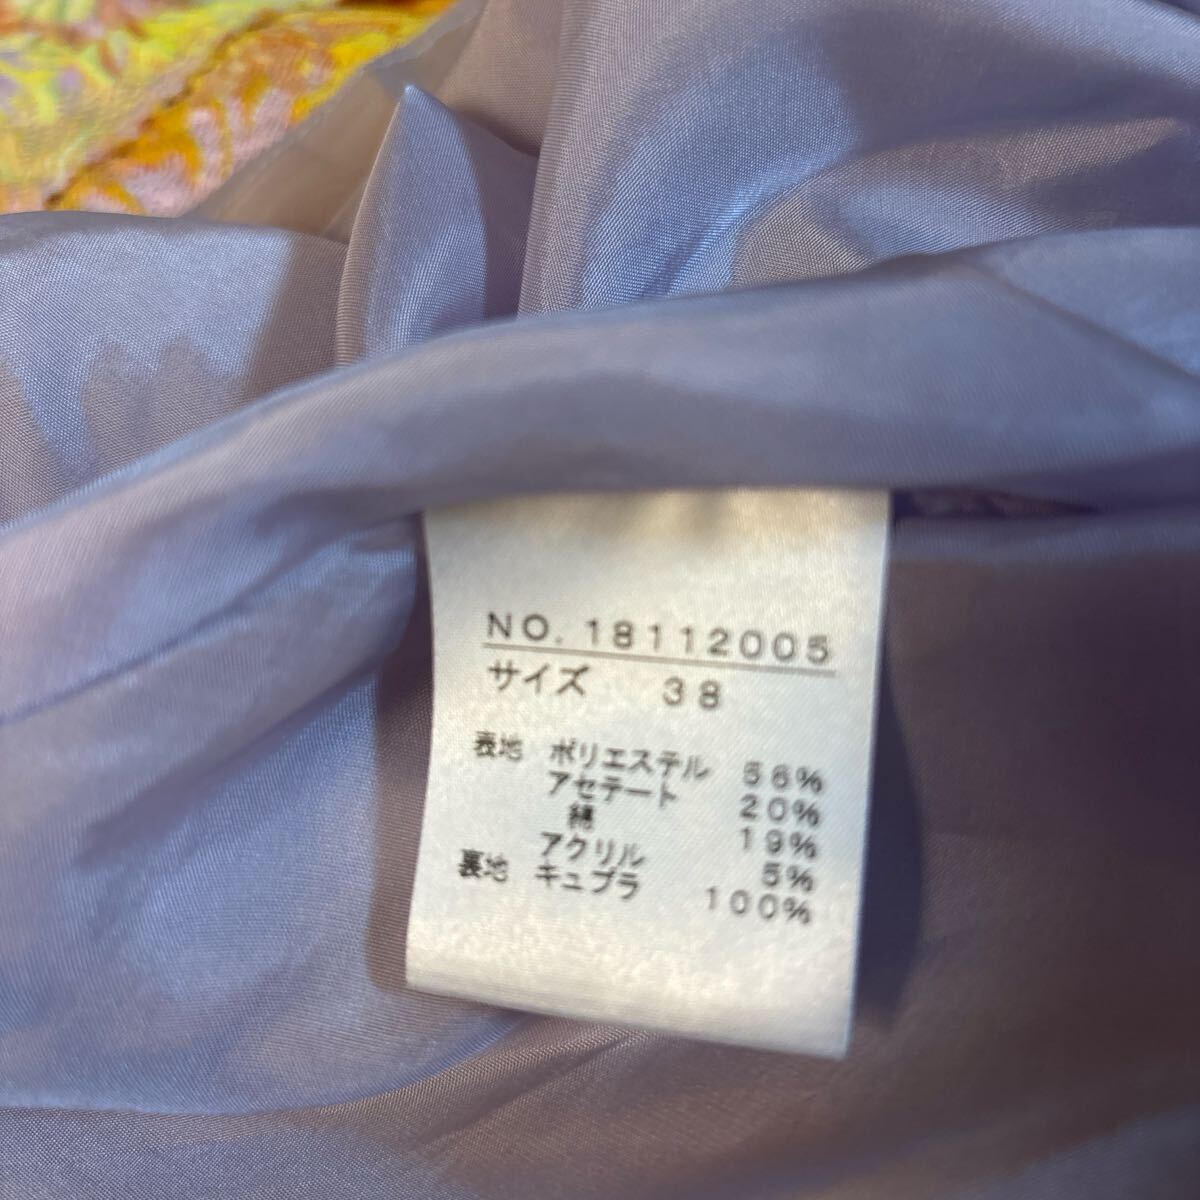 NO. 18112005
サイズ 38
表地 ポリエステル 56%
アセテート 20%
綿 19%
アクリル 5%
裏地 キュプラ 100%